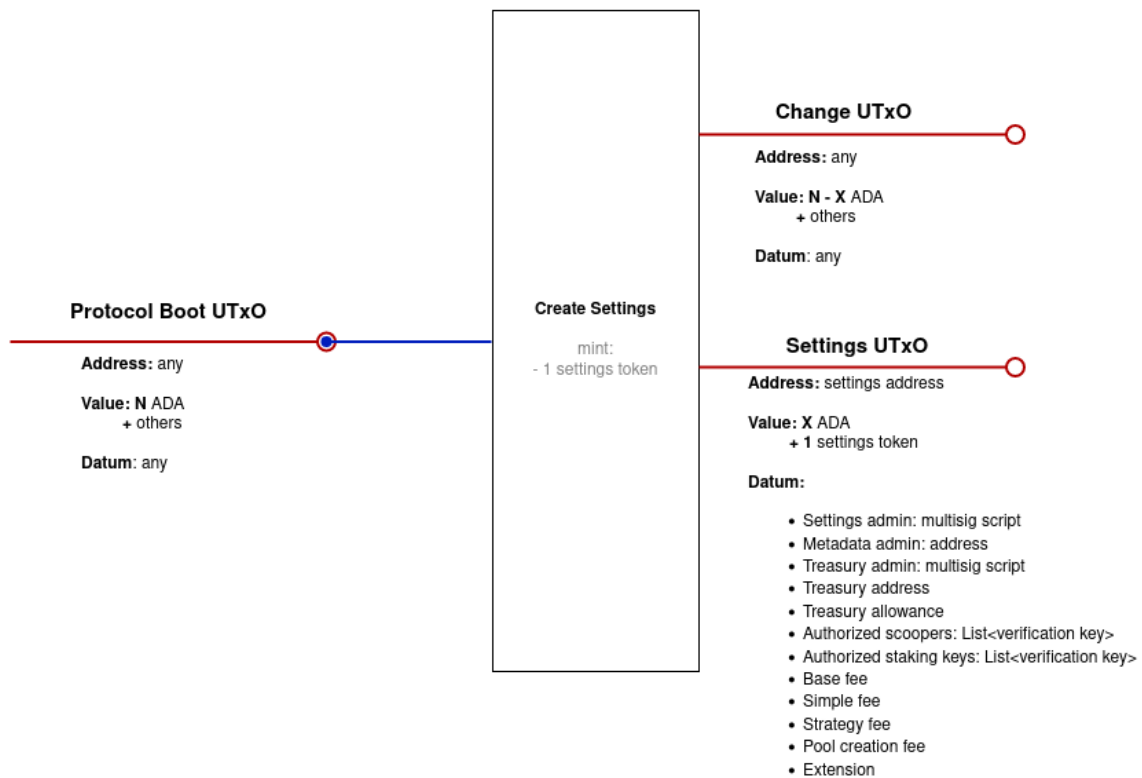 Protocol Boot UTxO
Address: any
Value: N ADA
+ others
Datum: any
Create Settings
mint:
- 1 settings token
Change UTxO
Address: any
Value: N - X ADA
+ others
Datum: any
Settings UTxO
Address: settings address
Value: X ADA
+ 1 settings token
Datum:
• Settings admin: multisig script
• Metadata admin: address
• Treasury admin: multisig script
• Treasury address
• Treasury allowance
• Authorized scoopers: List<verification key>
• Authorized staking keys: List<verification key>
• Base fee
• Simple fee
• Strategy fee
• Pool creation fee
• Extension